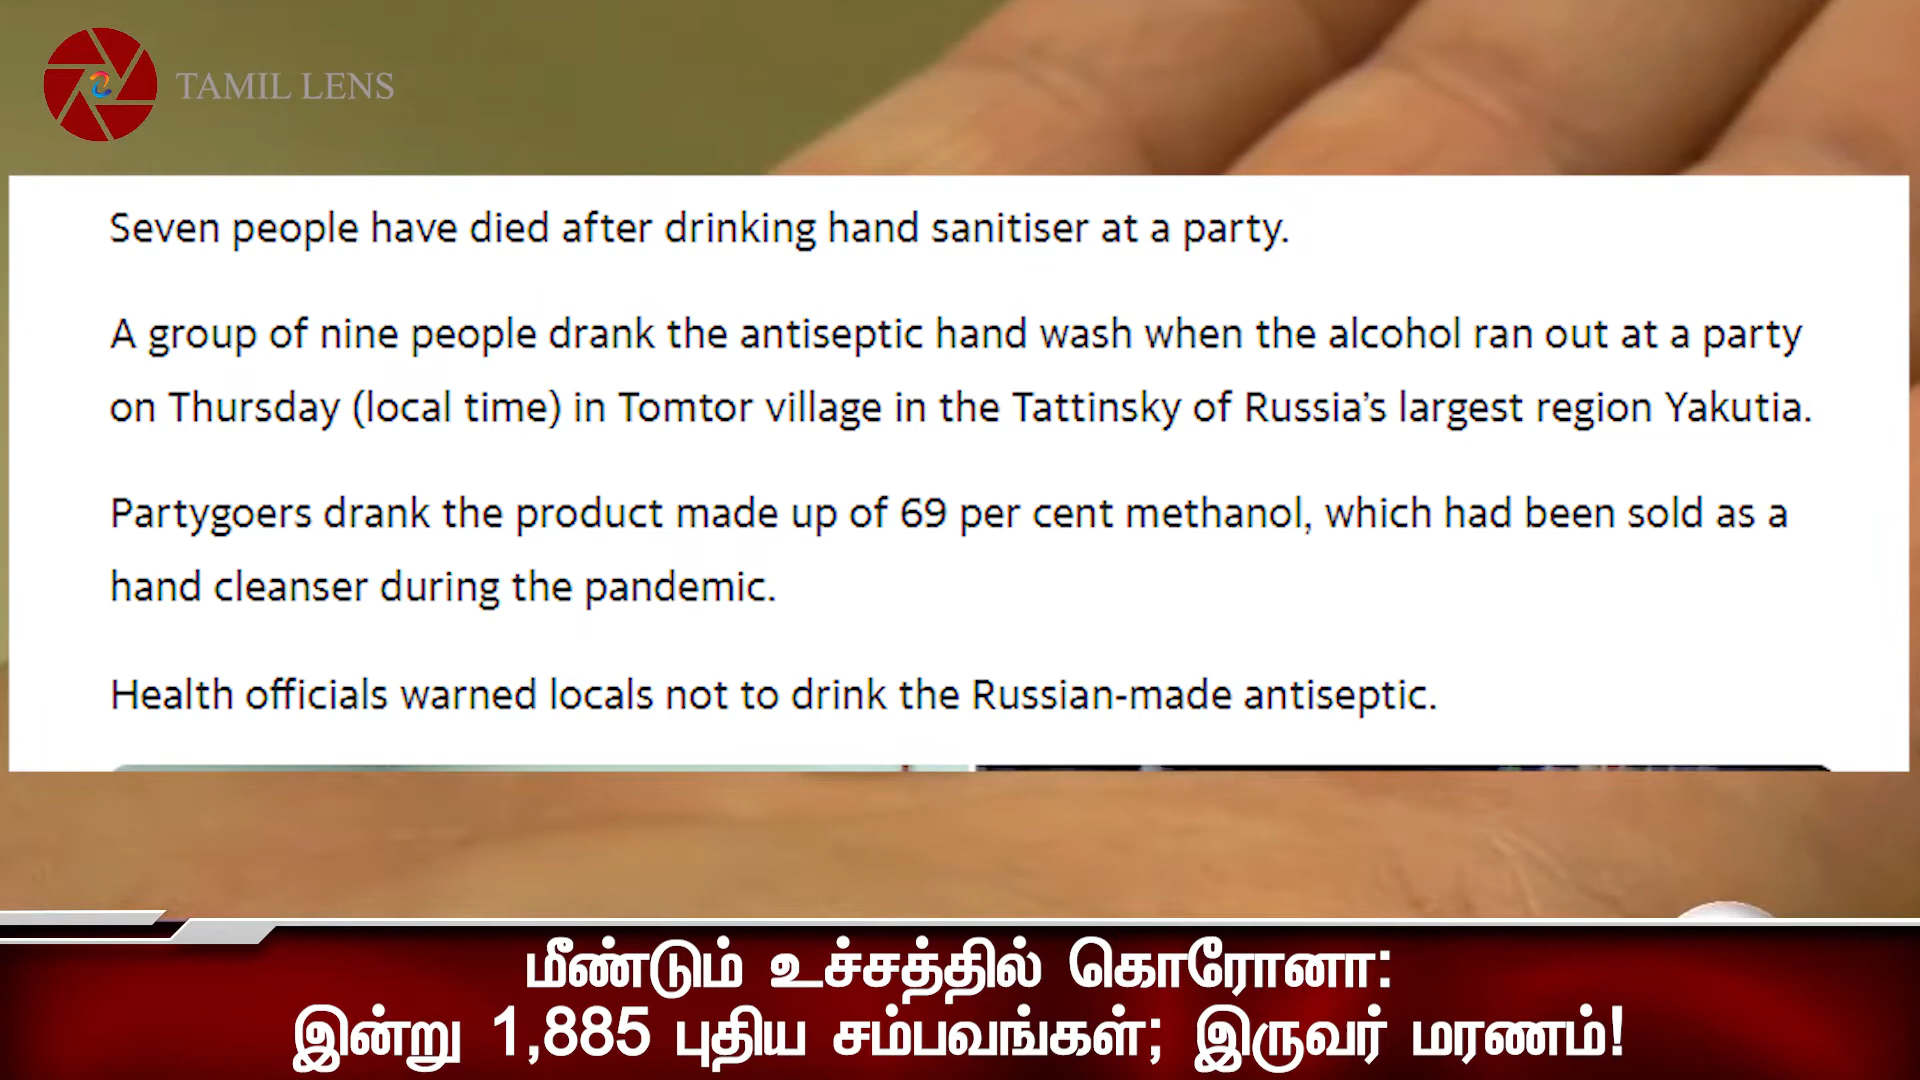 TAMIL LENS
Seven people have died after drinking hand sanitiser at a party.
A group of nine people drank the antiseptic hand wash when the alcohol ran out at a party
on Thursday (local time) in Tomtor village in the Tattinsky of Russia's largest region Yakutia.
Partygoers drank the product made up of 69 per cent methanol, which had been sold as a
hand cleanser during the pandemic.
Health officials warned locals not to drink the Russian-made antiseptic.
மீண்டும் உச்சத்தில் கொரோனா:
இன்று 1,885 புதிய சம்பவங்கள்; இருவர் மரணம்!